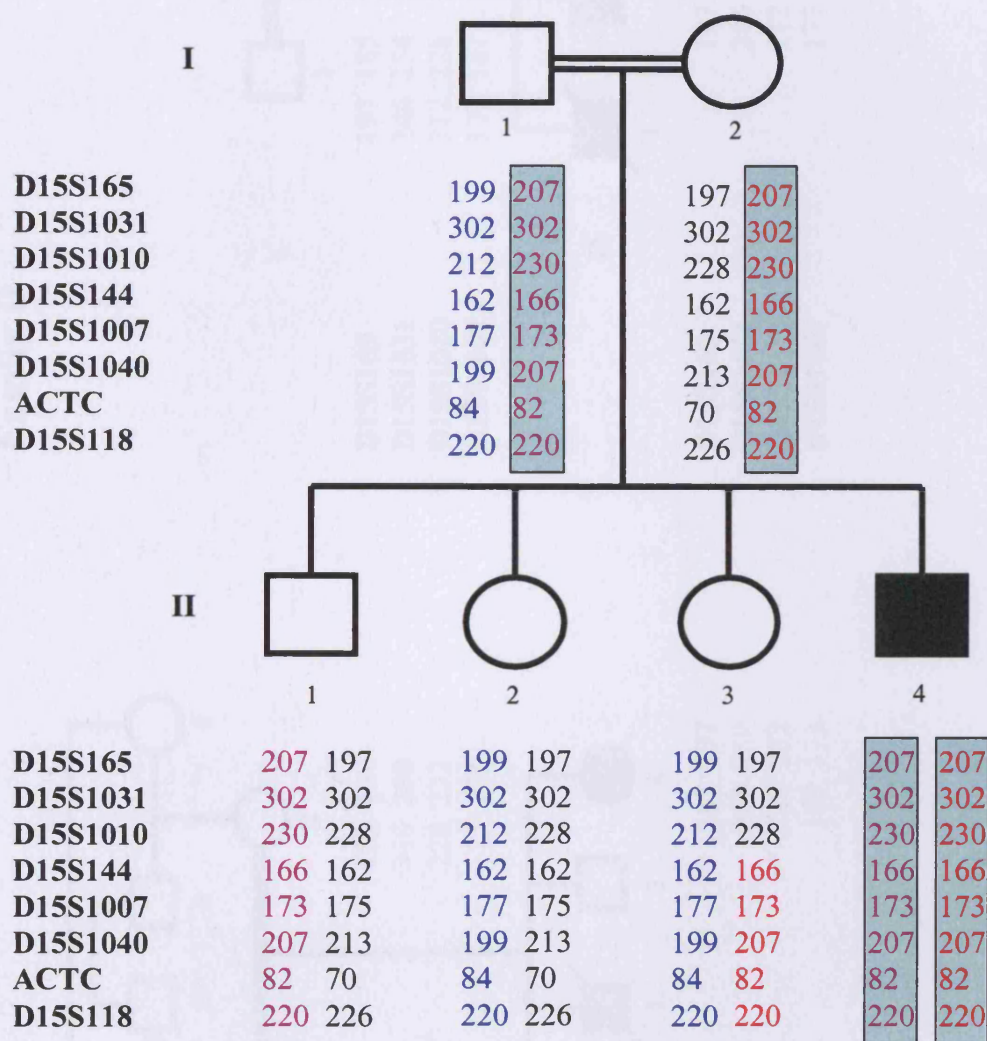 I
1 2
D15S165 199 207 197 207
D15S1031 302 302 302 302
D15S1010 212 230 228 230
D15S144 162 166 162 166
D15S1007 177 173 175 173
D15S1040 199 207 213 207
ACTC 84 82 70 82
D15S118 220 220 226 220
II
1 2 3 4
D15S165 207 197 199 197 199 197 207 207
D15S1031 302 302 302 302 302 302 302 302
D15S1010 230 228 212 228 212 228 230 230
D15S144 166 162 162 162 162 166 166 166
D15S1007 173 175 177 175 177 173 173 173
D15S1040 207 213 199 213 199 207 207 207
ACTC 82 70 84 70 84 82 82 82
D15S118 220 226 220 226 220 220 220 220